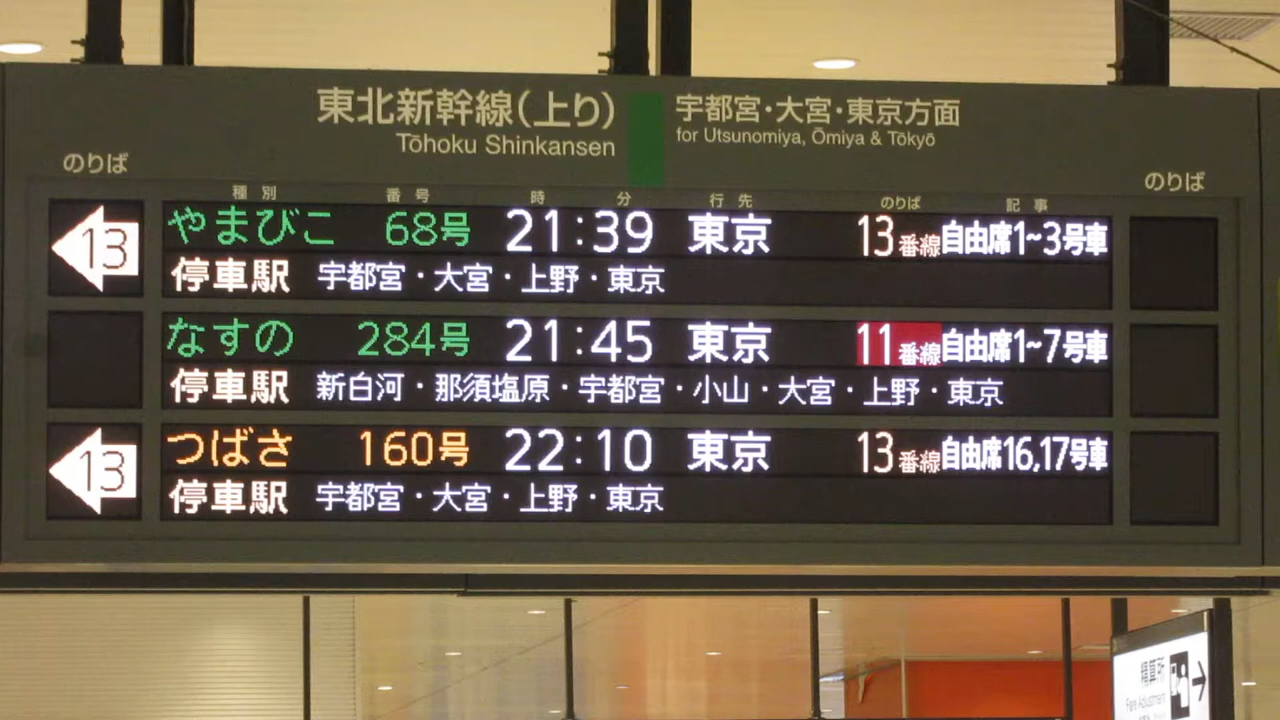 東北新幹線(上り) 宇都宮・大宮・東京方面
Tōhoku Shinkansen for Utsunomiya, Ōmiya & Tōkyō
のりば のりば
種別 番号 時 分 行先 のりば 記事
13 やまびこ 68号 21:39 東京 13番線 自由席1~3号車
停車駅 宇都宮・大宮・上野・東京
なすの 284号 21:45 東京 11番線 自由席1~7号車
停車駅 新白河・那須塩原・宇都宮・小山・大宮・上野・東京
13 つばさ 160号 22:10 東京 13番線 自由席16,17号車
停車駅 宇都宮・大宮・上野・東京
精算所
Fare Adjustment